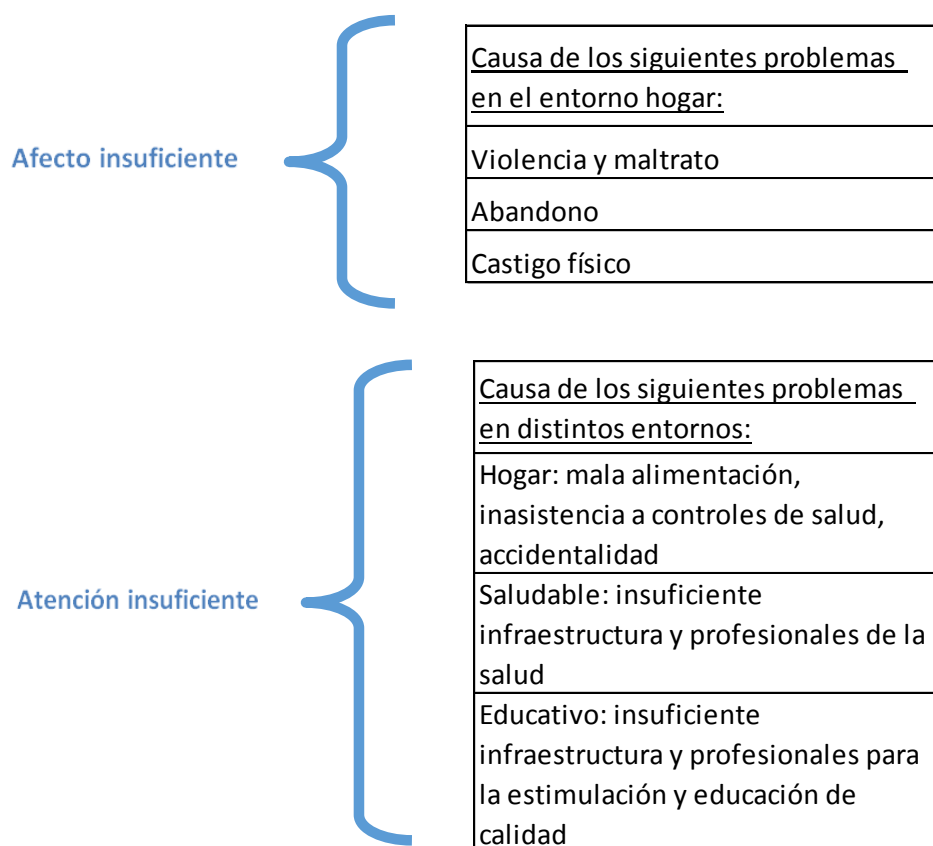 Afecto insuficiente
Causa de los siguientes problemas
en el entorno hogar:
Violencia y maltrato
Abandono
Castigo físico
Atención insuficiente
Causa de los siguientes problemas
en distintos entornos:
Hogar: mala alimentación,
inasistencia a controles de salud,
accidentalidad
Saludable: insuficiente
infraestructura y profesionales de la
salud
Educativo: insuficiente
infraestructura y profesionales para
la estimulación y educación de
calidad